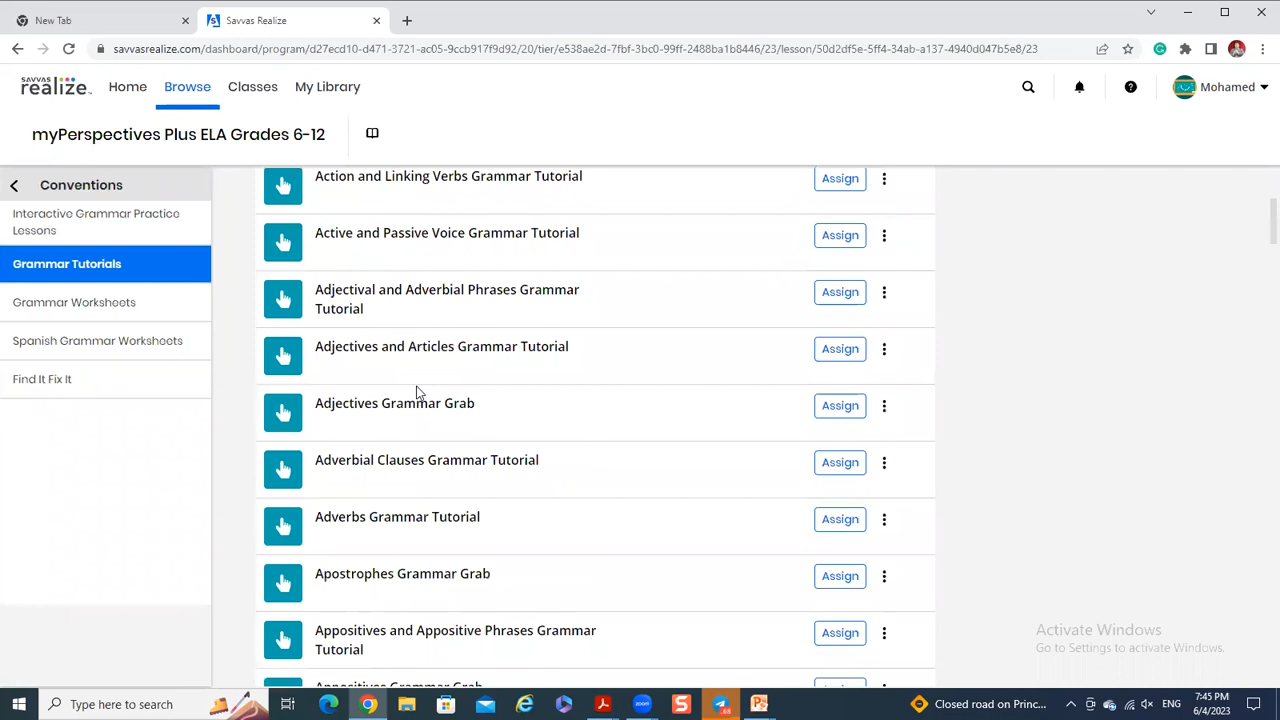 New Tab
Savvas Realize
savvasrealize.com/dashboard/program/d27ecd10-d471-3721-ac05-9ccb917f9d92/20/tier/e538ae2d-7fbf-3bc0-99ff-2488ba1b8446/23/lesson/50d2df5e-5ff4-34ab-a137-4940d047b5e8/23
SAVVAS
realize
Home
Browse
Classes
My Library
Mohamed
myPerspectives Plus ELA Grades 6-12
Conventions
Interactive Grammar Practice
Lessons
Grammar Tutorials
Grammar Worksheets
Spanish Grammar Worksheets
Find It Fix It
Action and Linking Verbs Grammar Tutorial
Assign
Active and Passive Voice Grammar Tutorial
Assign
Adjectival and Adverbial Phrases Grammar
Tutorial
Assign
Adjectives and Articles Grammar Tutorial
Assign
Adjectives Grammar Grab
Assign
Adverbial Clauses Grammar Tutorial
Assign
Adverbs Grammar Tutorial
Assign
Apostrophes Grammar Grab
Assign
Appositives and Appositive Phrases Grammar
Tutorial
Assign
Appositives Grammar Grab
Activate Windows
Go to Settings to activate Windows.
Type here to search
Closed road on Princ...
ENG
7:45 PM
6/4/2023